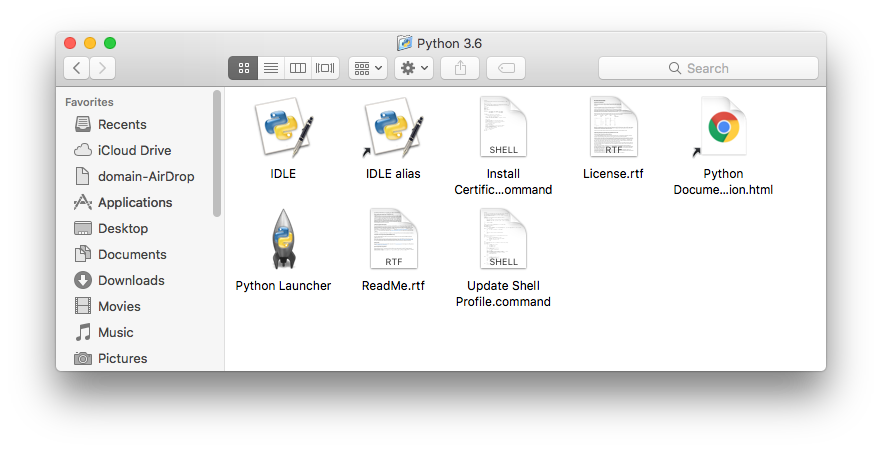 Python 3.6
Search
Favorites
Recents
iCloud Drive
domain-AirDrop
Applications
Desktop
Documents
Downloads
Movies
Music
Pictures
IDLE
IDLE alias
SHELL
Install
Certific...ommand
RTF
License.rtf
Python
Docume...ion.html
Python Launcher
RTF
ReadMe.rtf
SHELL
Update Shell
Profile.command